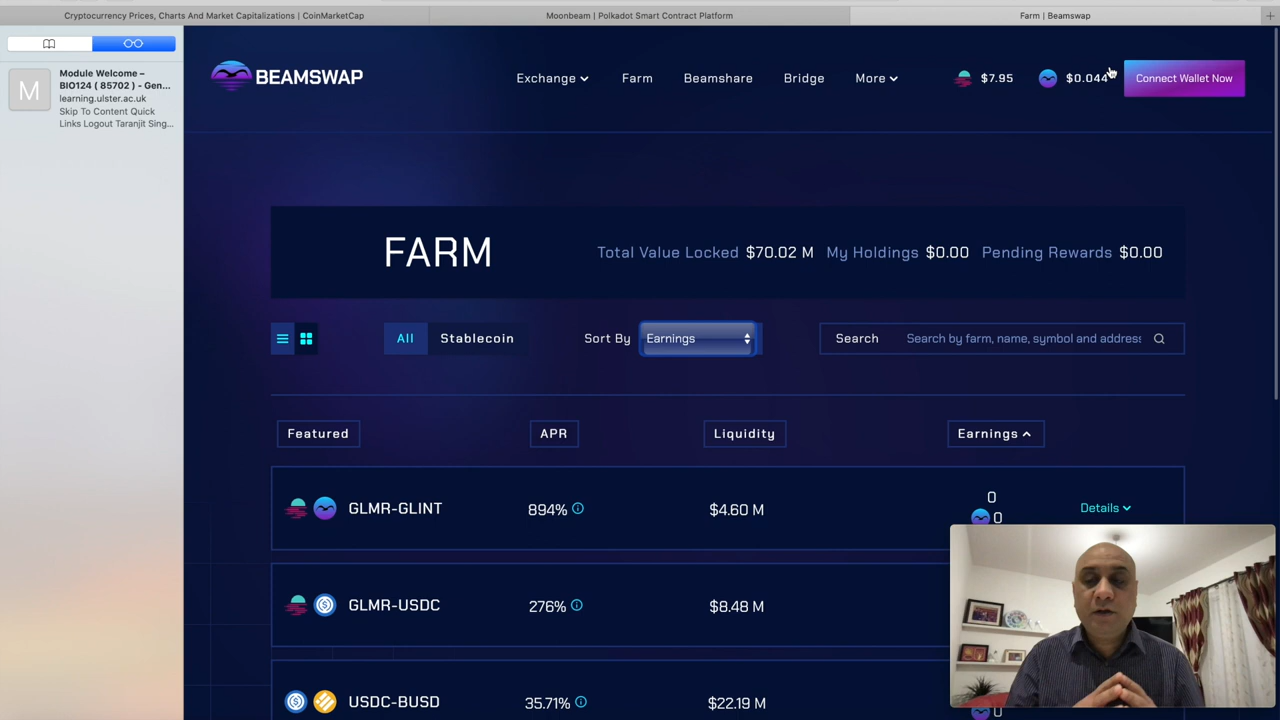 Cryptocurrency Prices, Charts And Market Capitalizations | CoinMarketCap
Moonbeam | Polkadot Smart Contract Platform
Farm | Beamswap
M
Module Welcome –
BIO124 ( 85702 ) - Gen...
learning.ulster.ac.uk
Skip To Content Quick
Links Logout Taranjit Sing...
BEAMSWAP
Exchange
Farm
Beamshare
Bridge
More
$7.95
$0.044
Connect Wallet Now
FARM
Total Value Locked $70.02 M
My Holdings $0.00
Pending Rewards $0.00
All
Stablecoin
Sort By
Earnings
Search
Search by farm, name, symbol and address
Featured
APR
Liquidity
Earnings
GLMR-GLINT
894%
$4.60 M
0
0
Details
GLMR-USDC
276%
$8.48 M
USDC-BUSD
35.71%
$22.19 M
0